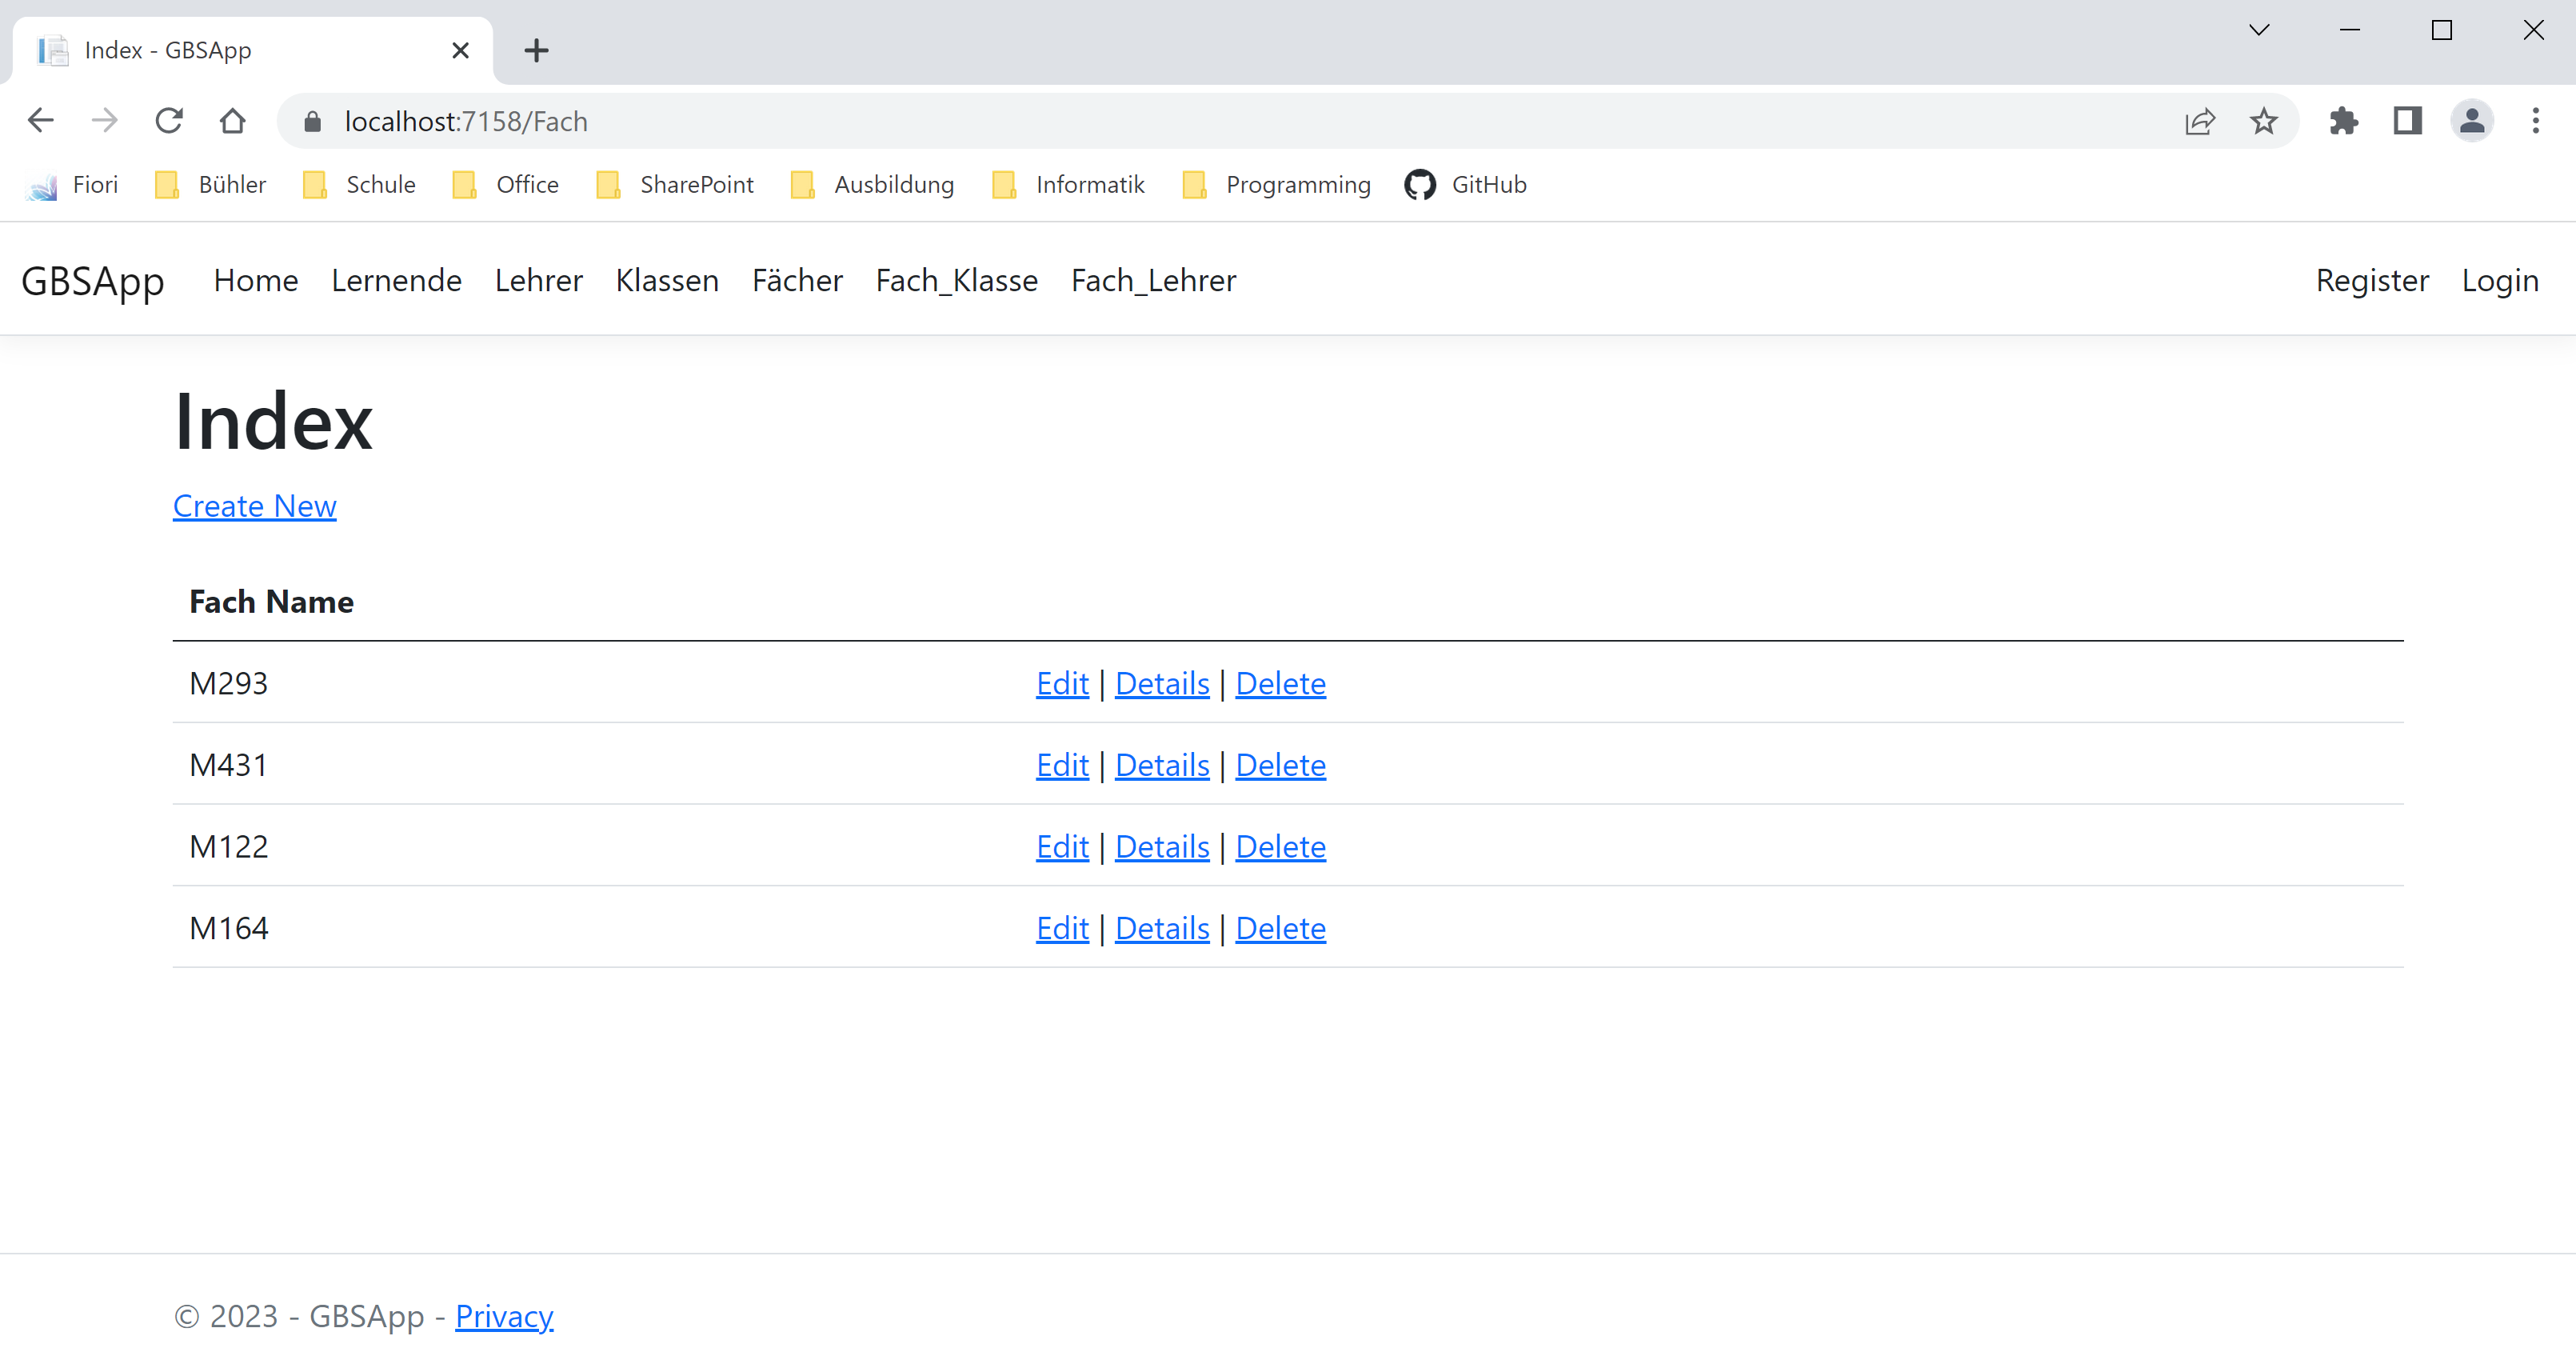 Index - GBSApp
localhost:7158/Fach
Fiori Bühler Schule Office SharePoint Ausbildung Informatik Programming GitHub
GBSApp Home Lernende Lehrer Klassen Fächer Fach_Klasse Fach_Lehrer Register Login
Index
Create New
Fach Name
M293 Edit | Details | Delete
M431 Edit | Details | Delete
M122 Edit | Details | Delete
M164 Edit | Details | Delete
© 2023 - GBSApp - Privacy